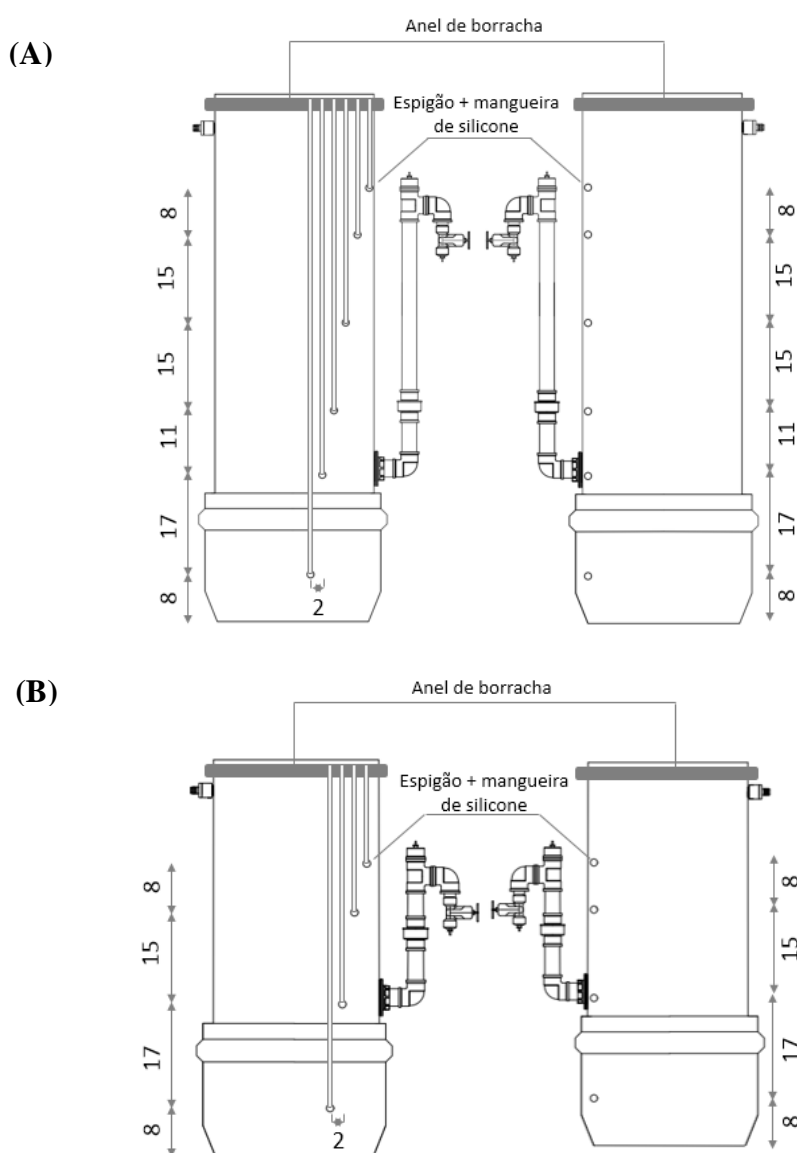 Anel de borracha
(A)
Espigão + mangueira
de silicone
8
8
15
15
15
15
11
11
17
17
8
8
2
(B)
Anel de borracha
Espigão + mangueira
de silicone
8
8
15
15
17
17
8
8
2